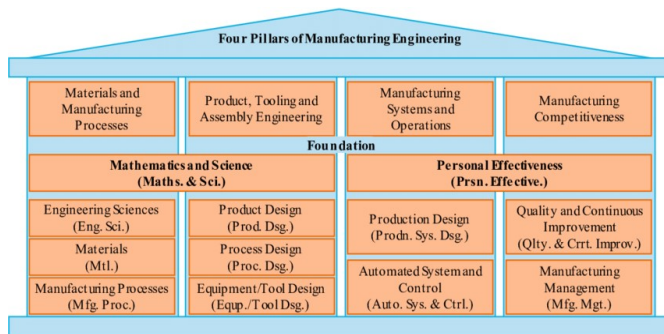 Four Pillars of Manufacturing Engineering
Materials and
Manufacturing
Processes
Product, Tooling and
Assembly Engineering
Manufacturing
Systems and
Operations
Manufacturing
Competitiveness
Foundation
Mathematics and Science
(Maths. & Sci.)
Personal Effectiveness
(Prsn. Effective.)
Engineering Sciences
(Eng. Sci.)
Materials
(Mtl.)
Manufacturing Processes
(Mfg. Proc.)
Product Design
(Prod. Dsg.)
Process Design
(Proc. Dsg.)
Equipment/Tool Design
(Equp./Tool Dsg.)
Production Design
(Prodn. Sys. Dsg.)
Automated System and
Control
(Auto. Sys. & Ctrl.)
Quality and Continuous
Improvement
(Qlty. & Crrt. Improv.)
Manufacturing
Management
(Mfg. Mgt.)